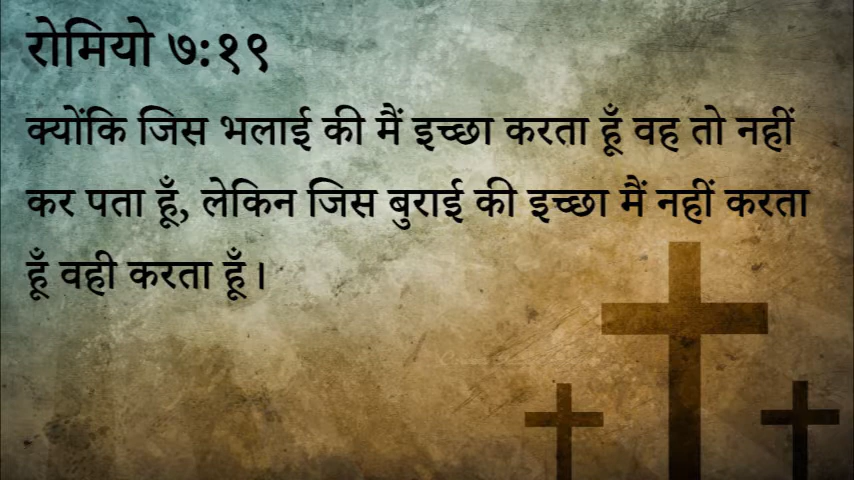 रोमियो ७:१९
क्योंकि जिस भलाई की मैं इच्छा करता हूँ वह तो नहीं
कर पता हूँ, लेकिन जिस बुराई की इच्छा मैं नहीं करता
हूँ वही करता हूँ।